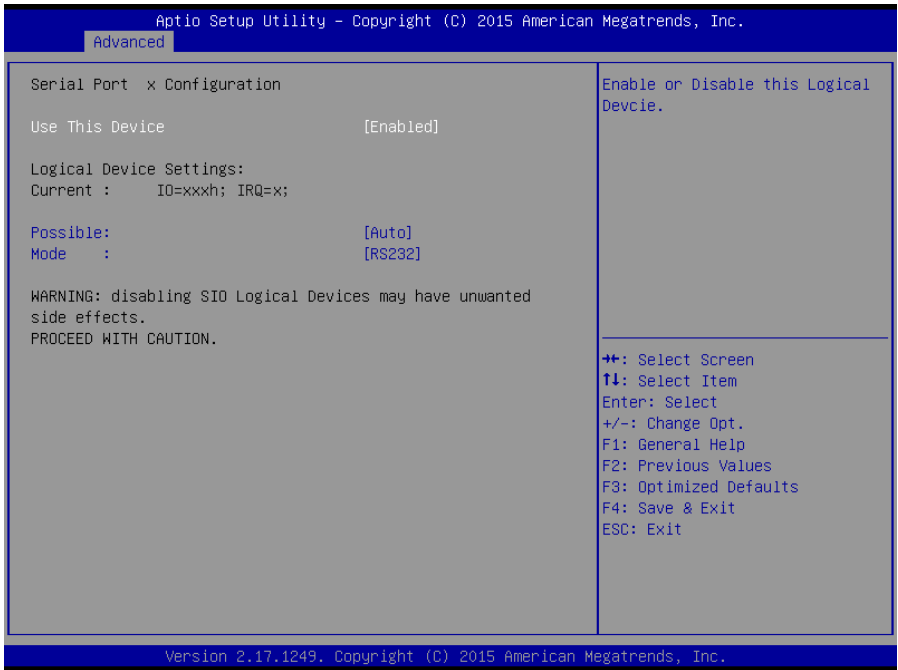 Aptio Setup Utility – Copyright (C) 2015 American Megatrends, Inc.
Advanced
Serial Port  x Configuration
Use This Device [Enabled]
Logical Device Settings:
Current : IO=xxxh; IRQ=x;
Possible: [Auto]
Mode : [RS232]
WARNING: disabling SIO Logical Devices may have unwanted
side effects.
PROCEED WITH CAUTION.
Enable or Disable this Logical
Devcie.
→←: Select Screen
↑↓: Select Item
Enter: Select
+/-: Change Opt.
F1: General Help
F2: Previous Values
F3: Optimized Defaults
F4: Save & Exit
ESC: Exit
Version 2.17.1249. Copyright (C) 2015 American Megatrends, Inc.